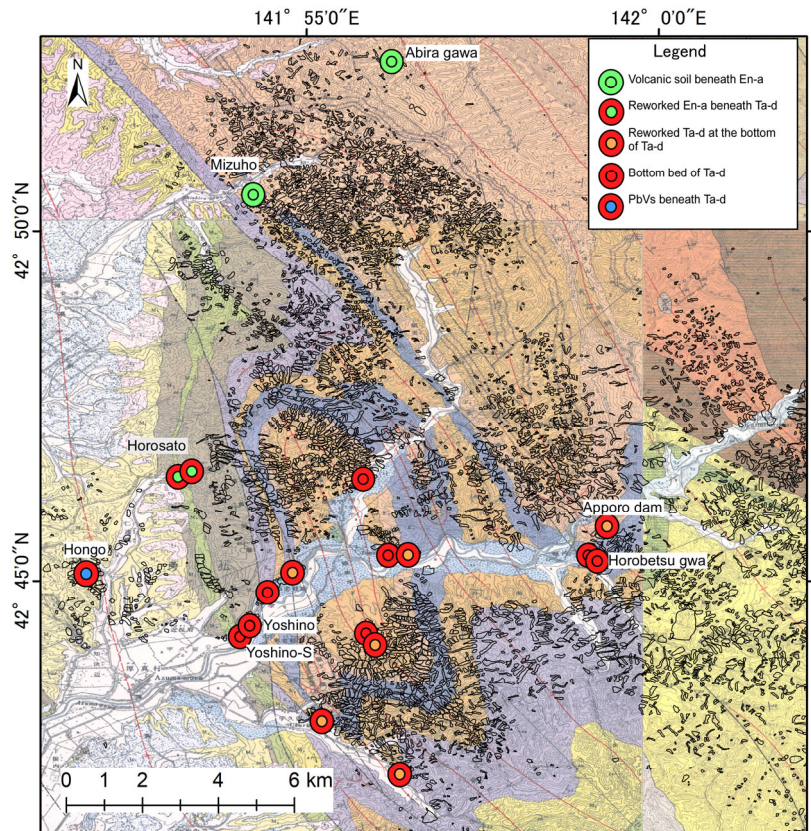 141° 55'0"E
142° 0'0"E
Abira gawa
Legend
N
Volcanic soil beneath En-a
Reworked En-a beneath Ta-d
Reworked Ta-d at the bottom
of Ta-d
Bottom bed of Ta-d
PbVs beneath Ta-d
Mizuho
42° 50'0"N
Horosato
Apporo dam
Hongo
Horobetsu gwa
42° 45'0"N
Yoshino
Yoshino-S
0 1 2 4 6 km